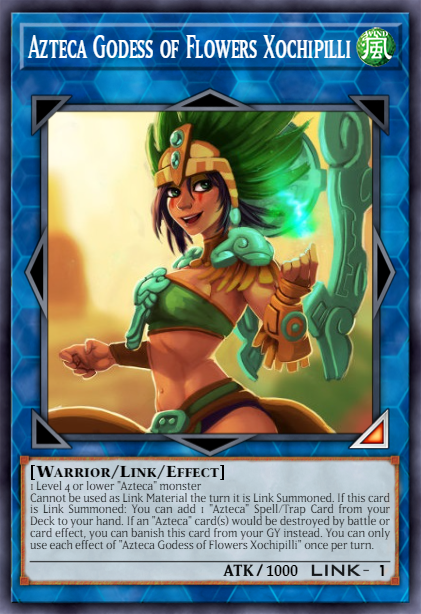 Azteca Godess of Flowers Xochipilli
WIND
風
[Warrior/Link/Effect]
1 Level 4 or lower "Azteca" monster
Cannot be used as Link Material the turn it is Link Summoned. If this card
is Link Summoned: You can add 1 "Azteca" Spell/Trap Card from your
Deck to your hand. If an "Azteca" card(s) would be destroyed by battle or
card effect, you can banish this card from your GY instead. You can only
use each effect of "Azteca Godess of Flowers Xochipilli" once per turn.
ATK / 1000 LINK- 1